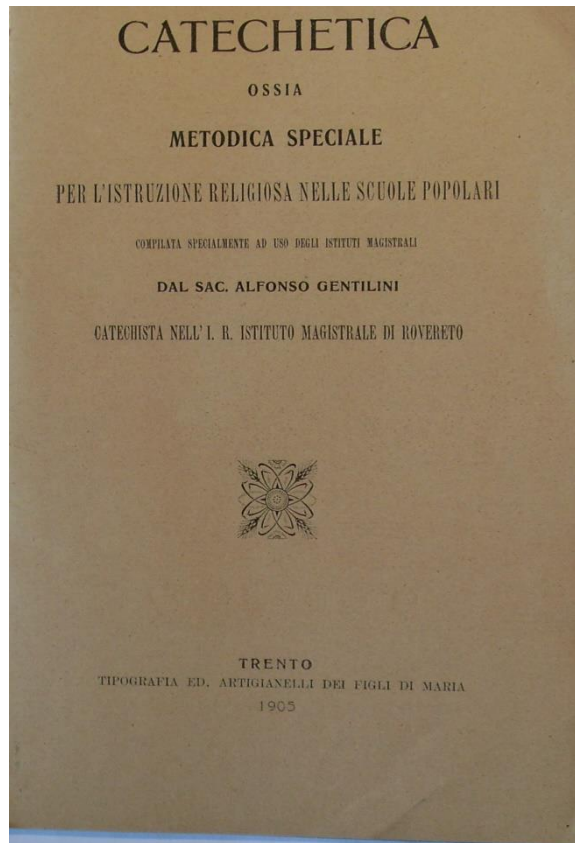 CATECHETICA
OSSIA
METODICA SPECIALE
PER L'ISTRUZIONE RELIGIOSA NELLE SCUOLE POPOLARI
COMPILATA SPECIALMENTE AD USO DEGLI ISTITUTI MAGISTRALI
DAL SAC. ALFONSO GENTILINI
CATECHISTA NELL' I. R. ISTITUTO MAGISTRALE DI ROVERETO
TRENTO
TIPOGRAFIA ED. ARTIGIANELLI DEI FIGLI DI MARIA
1905